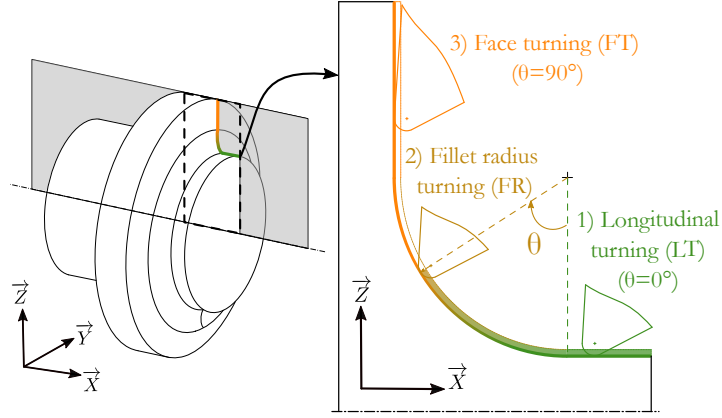 3) Face turning (FT)
(θ=90°)
2) Fillet radius
turning (FR)
1) Longitudinal
turning (LT)
(θ=0°)
θ
Z
Y
X
Z
X